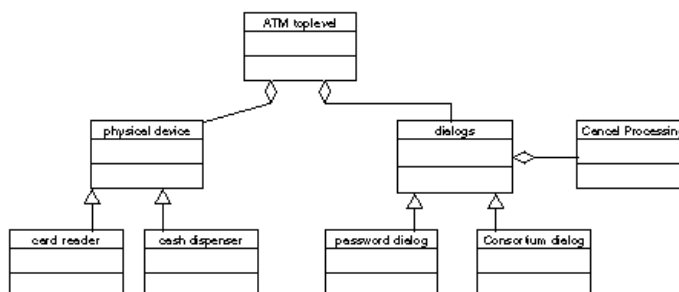 ATM toplevel
physical device
dialogs
Cancel Processing
card reader
cash dispenser
password dialog
Consortium dialog